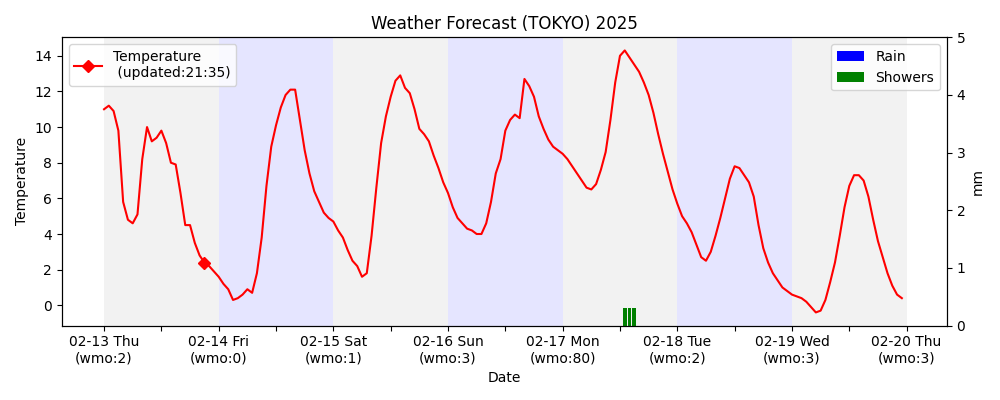 Weather Forecast (TOKYO) 2025
Temperature
(updated:21:35)
Rain
Showers
14
12
10
8
6
4
2
0
Temperature
5
4
3
2
1
0
mm
02-13 Thu
(wmo:2)
02-14 Fri
(wmo:0)
02-15 Sat
(wmo:1)
02-16 Sun
(wmo:3)
02-17 Mon
(wmo:80)
02-18 Tue
(wmo:2)
02-19 Wed
(wmo:3)
02-20 Thu
(wmo:3)
Date